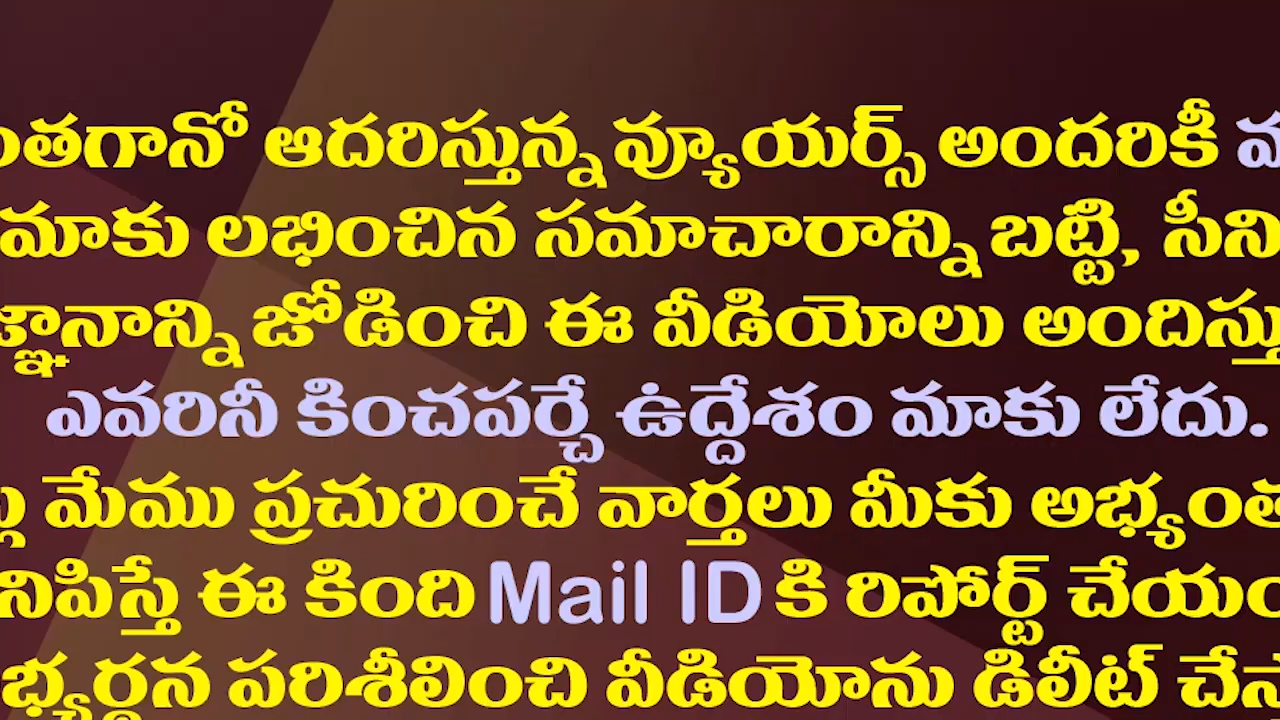 ంతగానో ఆదరిస్తున్న వ్యూయర్స్ అందరికీ
మాకు లభించిన సమాచారాన్ని బట్టి, సీని
జ్ఞానాన్ని జోడించి ఈ వీడియోలు అందిస్తు
ఎవరినీ కించపర్చే ఉద్దేశం మాకు లేదు.
మేము ప్రచురించే వార్తలు మీకు అభ్యంత
నిపిస్తే ఈ కింది Mail ID కి రిపోర్ట్ చేయం
భ్యర్థన పరిశీలించి వీడియోను డిలీట్ చేస